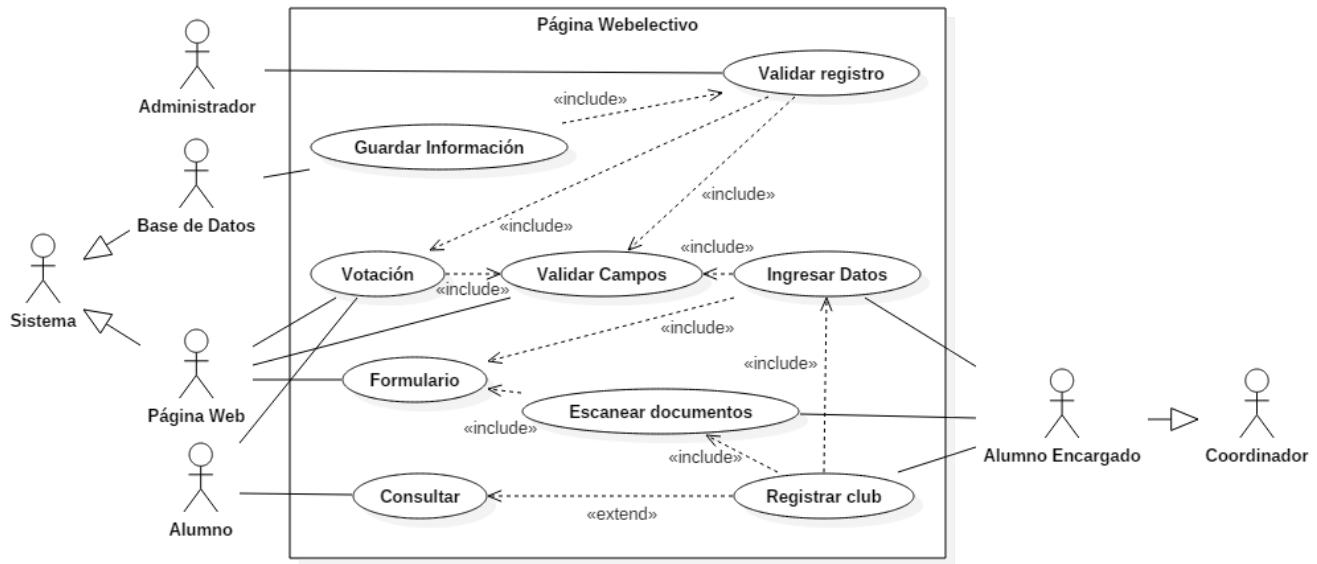 Página Webelectivo
Validar registro
Administrador
«include»
Guardar Información
«include»
Base de Datos
«include»
«include»
Votación
Validar Campos
Ingresar Datos
«include»
Sistema
«include»
«include»
Formulario
Página Web
Escanear documentos
«include»
«include»
Alumno Encargado
Coordinador
Consultar
Registrar club
«extend»
Alumno